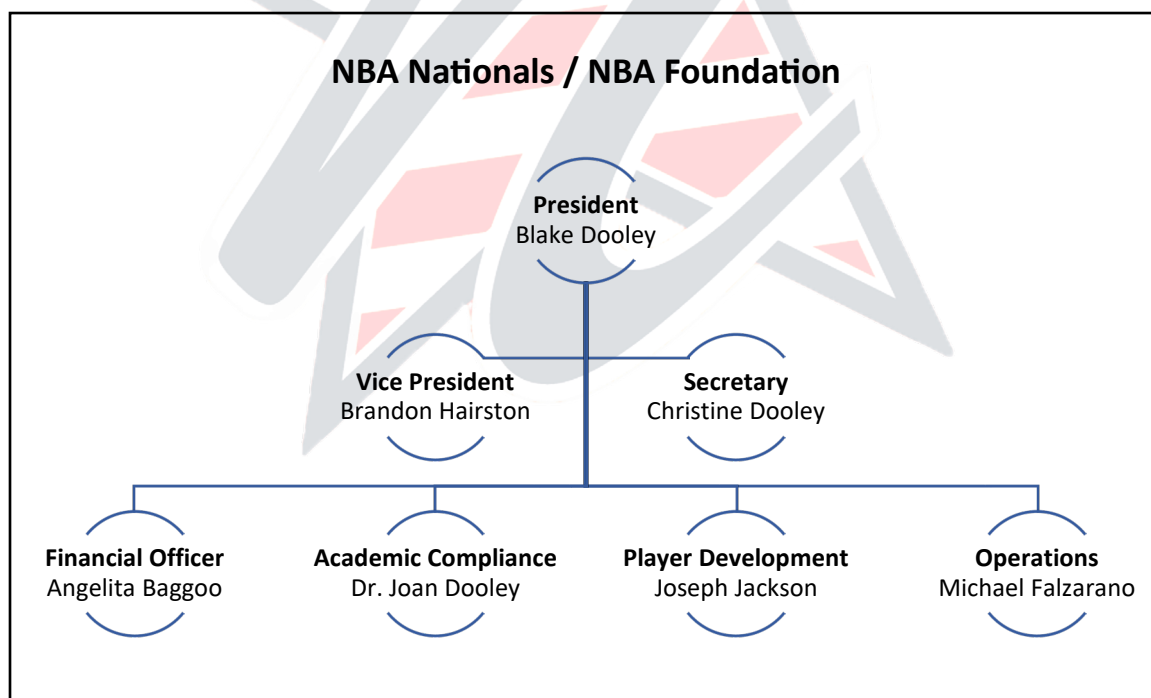 NBA Nationals / NBA Foundation
President
Blake Dooley
Vice President
Brandon Hairston
Secretary
Christine Dooley
Financial Officer
Angelita Baggoo
Academic Compliance
Dr. Joan Dooley
Player Development
Joseph Jackson
Operations
Michael Falzarano